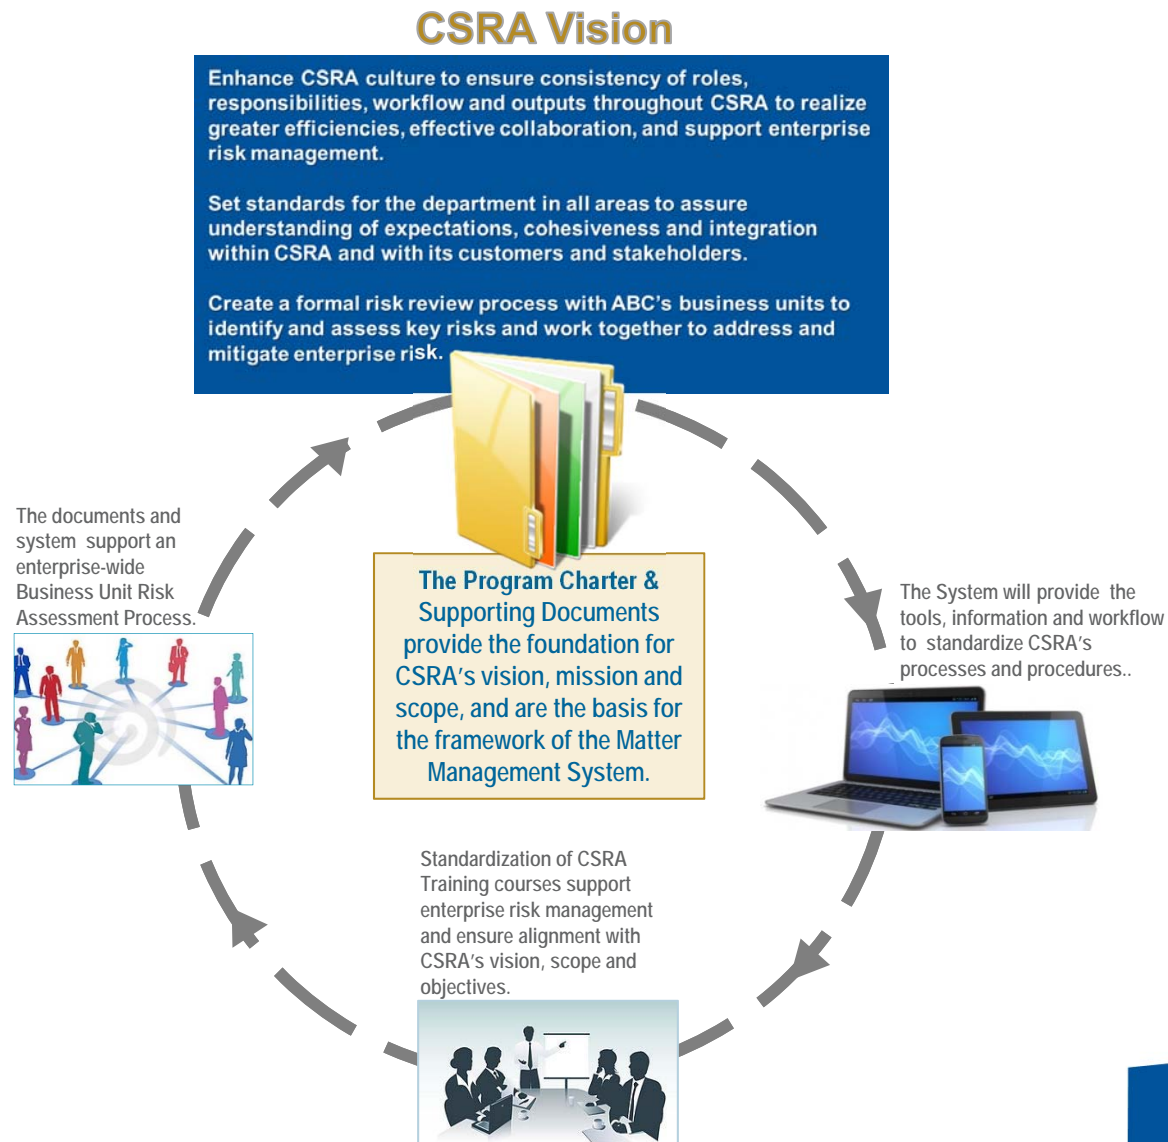 CSRA Vision
Enhance CSRA culture to ensure consistency of roles,
responsibilities, workflow and outputs throughout CSRA to realize
greater efficiencies, effective collaboration, and support enterprise
risk management.
Set standards for the department in all areas to assure
understanding of expectations, cohesiveness and integration
within CSRA and with its customers and stakeholders.
Create a formal risk review process with ABC's business units to
identify and assess key risks and work together to address and
mitigate enterprise risk.
The documents and
system support an
enterprise-wide
Business Unit Risk
Assessment Process.
The Program Charter &
Supporting Documents
provide the foundation for
CSRA's vision, mission and
scope, and are the basis for
the framework of the Matter
Management System.
The System will provide the
tools, information and workflow
to standardize CSRA's
processes and procedures..
Standardization of CSRA
Training courses support
enterprise risk management
and ensure alignment with
CSRA's vision, scope and
objectives.